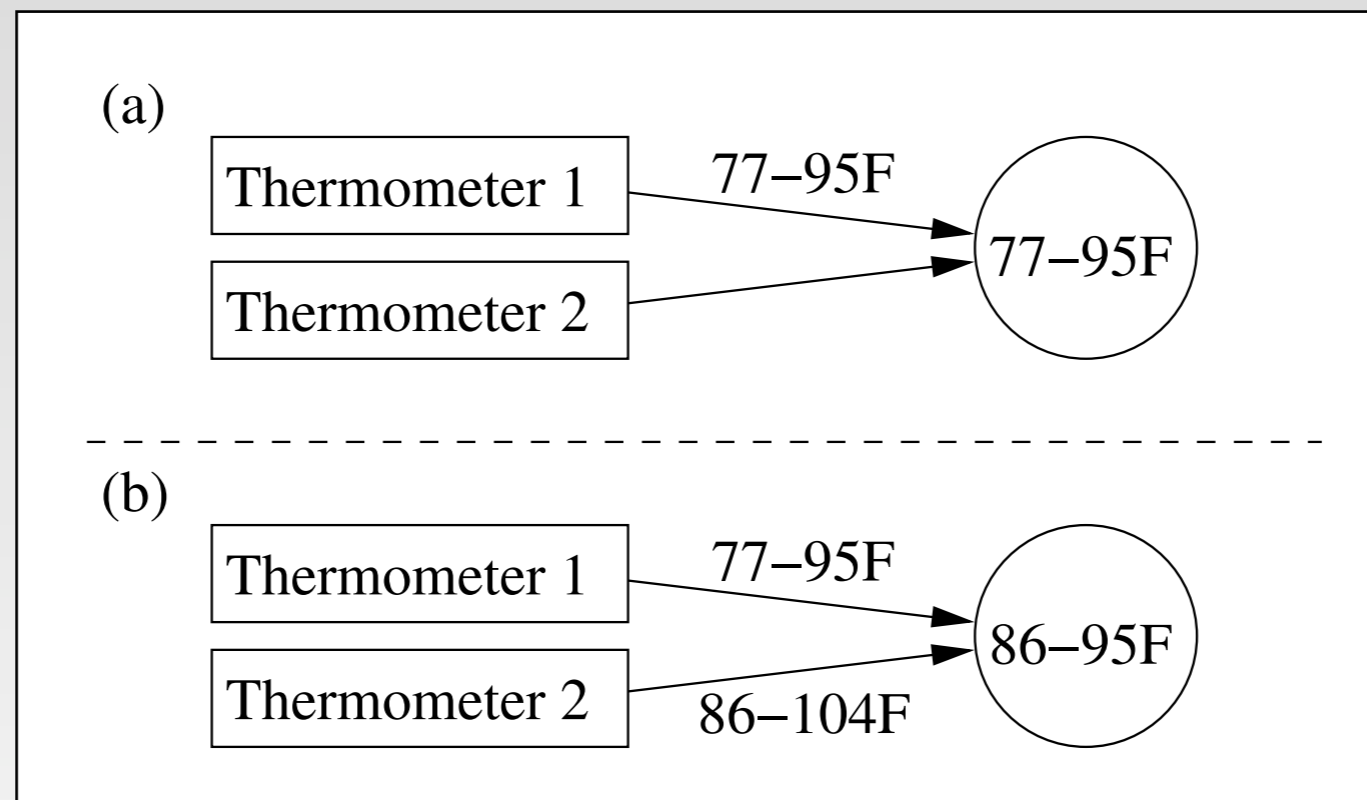 (a)
Thermometer 1
77–95F
77–95F
Thermometer 2
(b)
Thermometer 1
77–95F
86–95F
Thermometer 2
86–104F